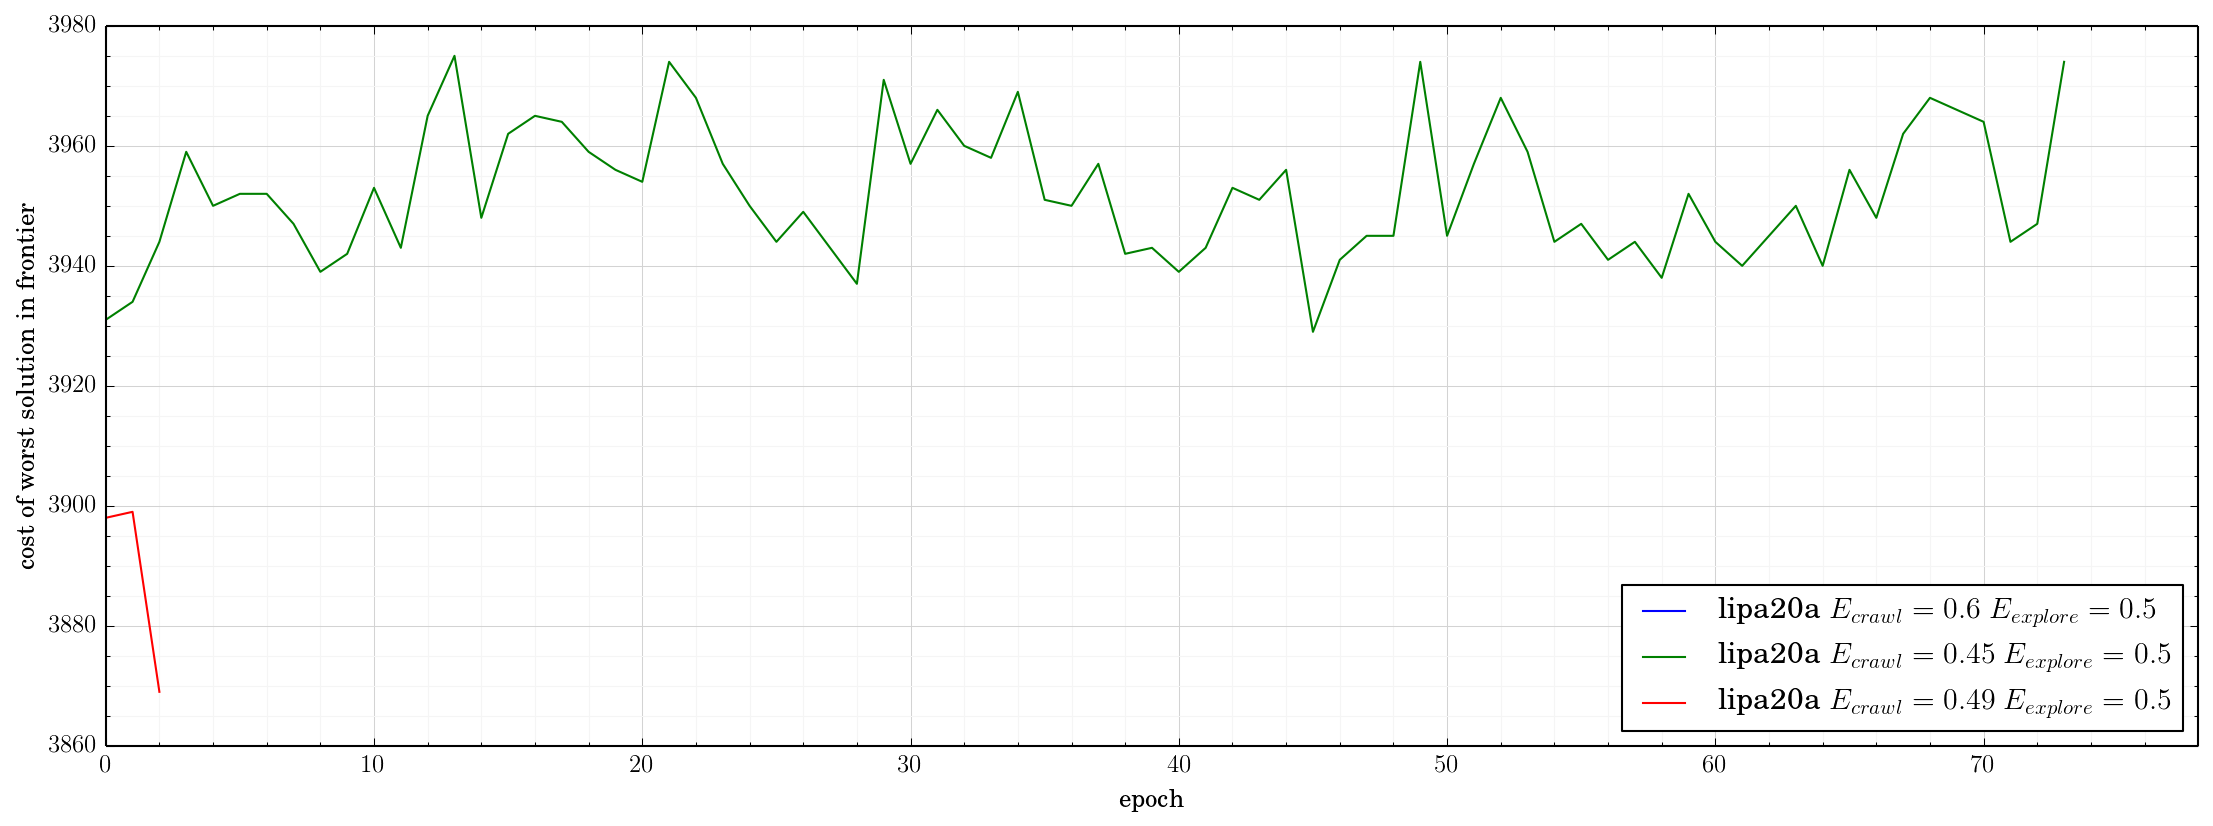 3980
3960
3940
3920
3900
3880
3860
cost of worst solution in frontier
0 10 20 30 40 50 60 70
epoch
lipa20a E_crawl = 0.6 E_explore = 0.5
lipa20a E_crawl = 0.45 E_explore = 0.5
lipa20a E_crawl = 0.49 E_explore = 0.5